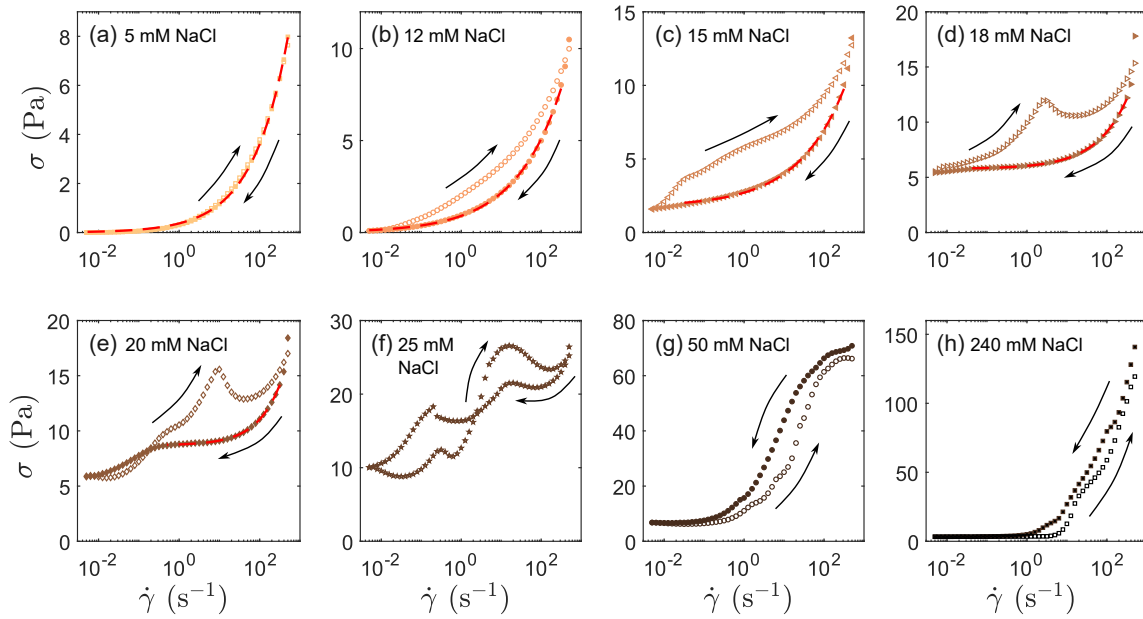 (a) 5 mM NaCl
(b) 12 mM NaCl
(c) 15 mM NaCl
(d) 18 mM NaCl
σ (Pa)
8
6
4
2
0
10
5
0
15
10
5
0
20
15
10
5
0
10⁻² 10⁰ 10²
10⁻² 10⁰ 10²
10⁻² 10⁰ 10²
10⁻² 10⁰ 10²
(e) 20 mM NaCl
(f) 25 mM
NaCl
(g) 50 mM NaCl
(h) 240 mM NaCl
σ (Pa)
20
15
10
5
0
30
20
10
0
80
60
40
20
0
150
100
50
0
10⁻² 10⁰ 10²
10⁻² 10⁰ 10²
10⁻² 10⁰ 10²
10⁻² 10⁰ 10²
γ̇ (s⁻¹)
γ̇ (s⁻¹)
γ̇ (s⁻¹)
γ̇ (s⁻¹)